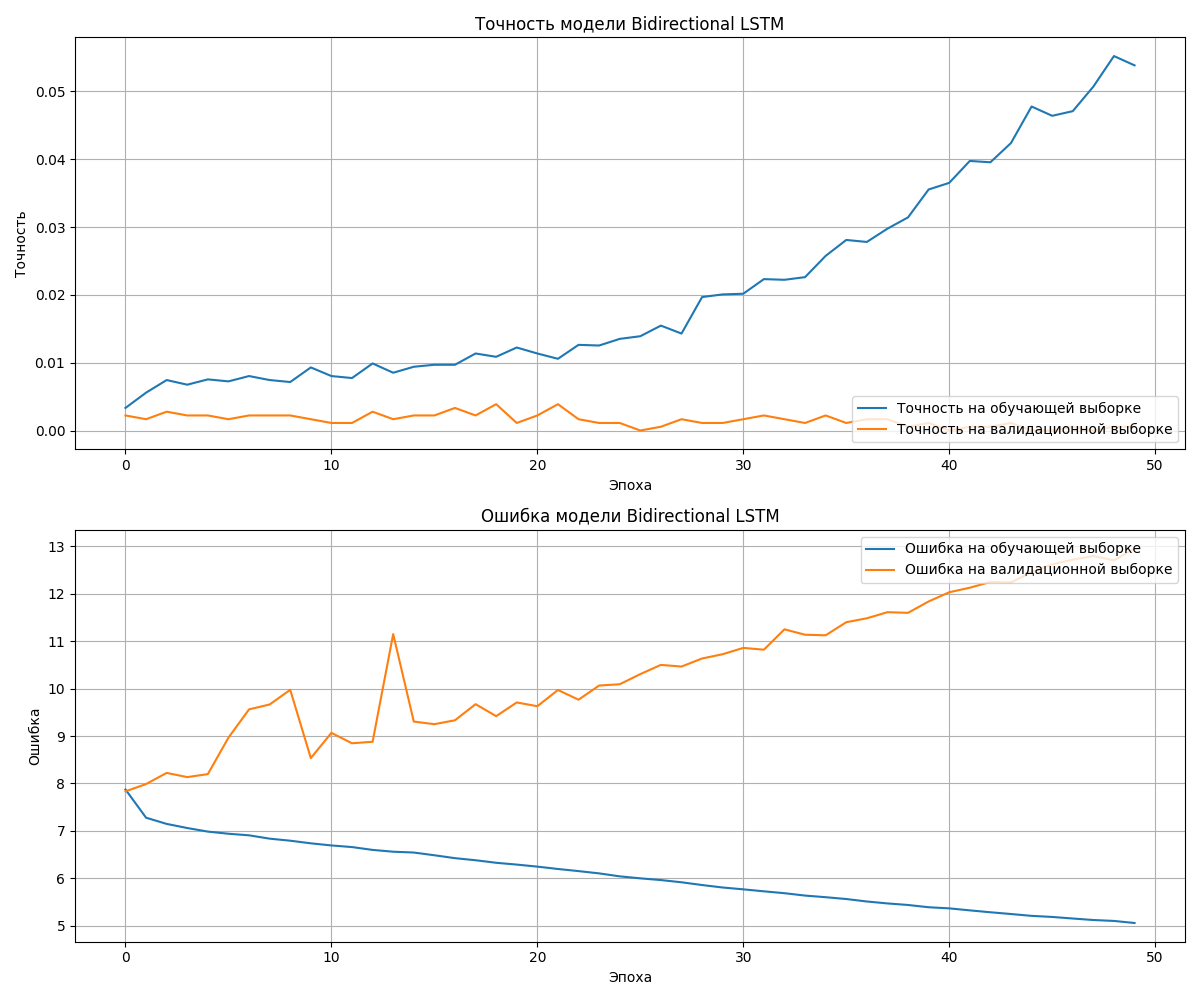 Точность модели Bidirectional LSTM
0.05
0.04
0.03
0.02
0.01
0.00
Точность
Точность на обучающей выборке
Точность на валидационной выборке
0 10 20 30 40 50
Эпоха
Ошибка модели Bidirectional LSTM
13
12
11
10
9
8
7
6
5
Ошибка
Ошибка на обучающей выборке
Ошибка на валидационной выборке
0 10 20 30 40 50
Эпоха